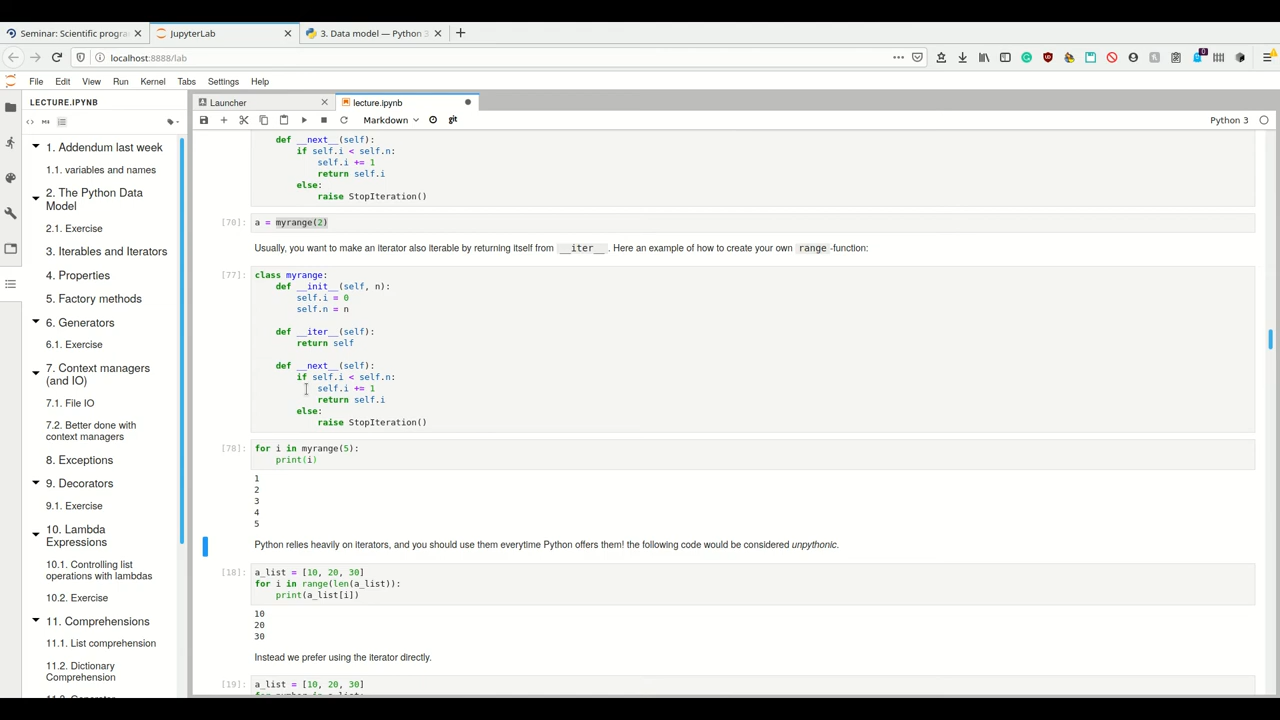 Seminar: Scientific progra
JupyterLab
3. Data model — Python 3
localhost:8888/lab
File Edit View Run Kernel Tabs Settings Help
LECTURE.IPYNB
Launcher
lecture.ipynb
Markdown
git
Python 3
1. Addendum last week
1.1. variables and names
2. The Python Data
Model
2.1. Exercise
3. Iterables and Iterators
4. Properties
5. Factory methods
6. Generators
6.1. Exercise
7. Context managers
(and IO)
7.1. File IO
7.2. Better done with
context managers
8. Exceptions
9. Decorators
9.1. Exercise
10. Lambda
Expressions
10.1. Controlling list
operations with lambdas
10.2. Exercise
11. Comprehensions
11.1. List comprehension
11.2. Dictionary
Comprehension
11.3. Generator
def __next__(self):
if self.i < self.n:
self.i += 1
return self.i
else:
raise StopIteration()
[70]: a = myrange(2)
Usually, you want to make an iterator also iterable by returning itself from __iter__. Here an example of how to create your own range-function:
[77]: class myrange:
def __init__(self, n):
self.i = 0
self.n = n
def __iter__(self):
return self
def __next__(self):
if self.i < self.n:
self.i += 1
return self.i
else:
raise StopIteration()
[78]: for i in myrange(5):
print(i)
1
2
3
4
5
Python relies heavily on iterators, and you should use them everytime Python offers them! the following code would be considered unpythonic.
[18]: a_list = [10, 20, 30]
for i in range(len(a_list)):
print(a_list[i])
10
20
30
Instead we prefer using the iterator directly.
[19]: a_list = [10, 20, 30]
for number in a_list: